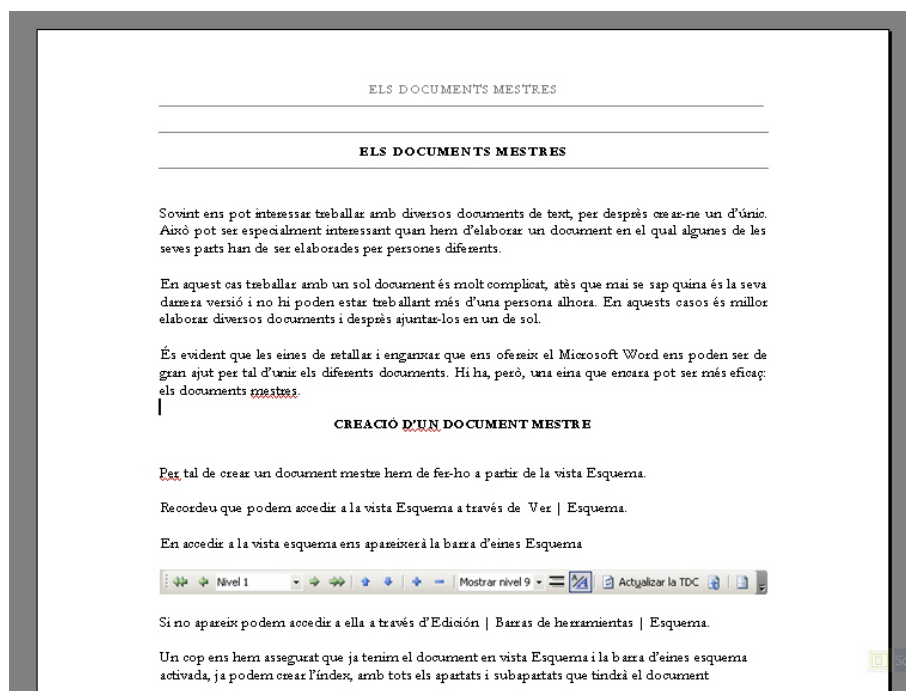 ELS DOCUMENTS MESTRES
ELS DOCUMENTS MESTRES
Sovint ens pot interessar treballar amb diversos documents de text, per desprès crear-ne un d'únic.
Això pot ser especialment interessant quan hem d'elaborar un document en el qual algunes de les
seves parts han de ser elaborades per persones diferents.
En aquest cas treballar amb un sol document és molt complicat, atès que mai se sap quina és la seva
darrera versió i no hi poden estar treballant més d'una persona alhora. En aquests casos és millor
elaborar diversos documents i desprès ajuntar-los en un de sol.
És evident que les eines de retallar i enganxar que ens ofereix el Microsoft Word ens poden ser de
gran ajut per tal d'unir els diferents documents. Hi ha, però, una eina que encara pot ser més eficaç:
els documents mestres.
CREACIÓ D'UN DOCUMENT MESTRE
Per tal de crear un document mestre hem de fer-ho a partir de la vista Esquema.
Recordeu que podem accedir a la vista Esquema a través de Ver | Esquema.
En accedir a la vista esquema ens apareixerà la barra d'eines Esquema
Nivel 1 Mostrar nivel 9 Actualizar la TDC
Si no apareix podem accedir a ella a través d'Edición | Barras de herramientas | Esquema.
Un cop ens hem assegurat que ja tenim el document en vista Esquema i la barra d'eines esquema
activada, ja podem crear l'índex, amb tots els apartats i subapartats que tindrà el document